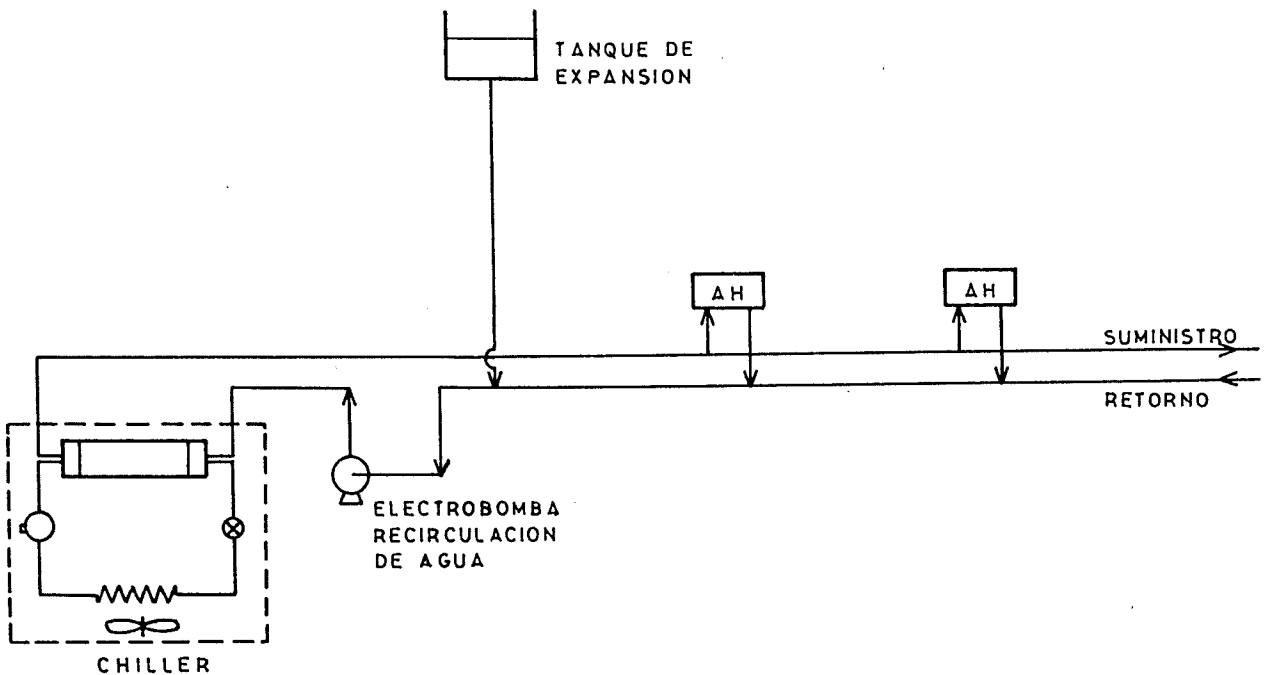 TANQUE DE
EXPANSION
AH
AH
SUMINISTRO
RETORNO
ELECTROBOMBA
RECIRCULACION
DE AGUA
CHILLER